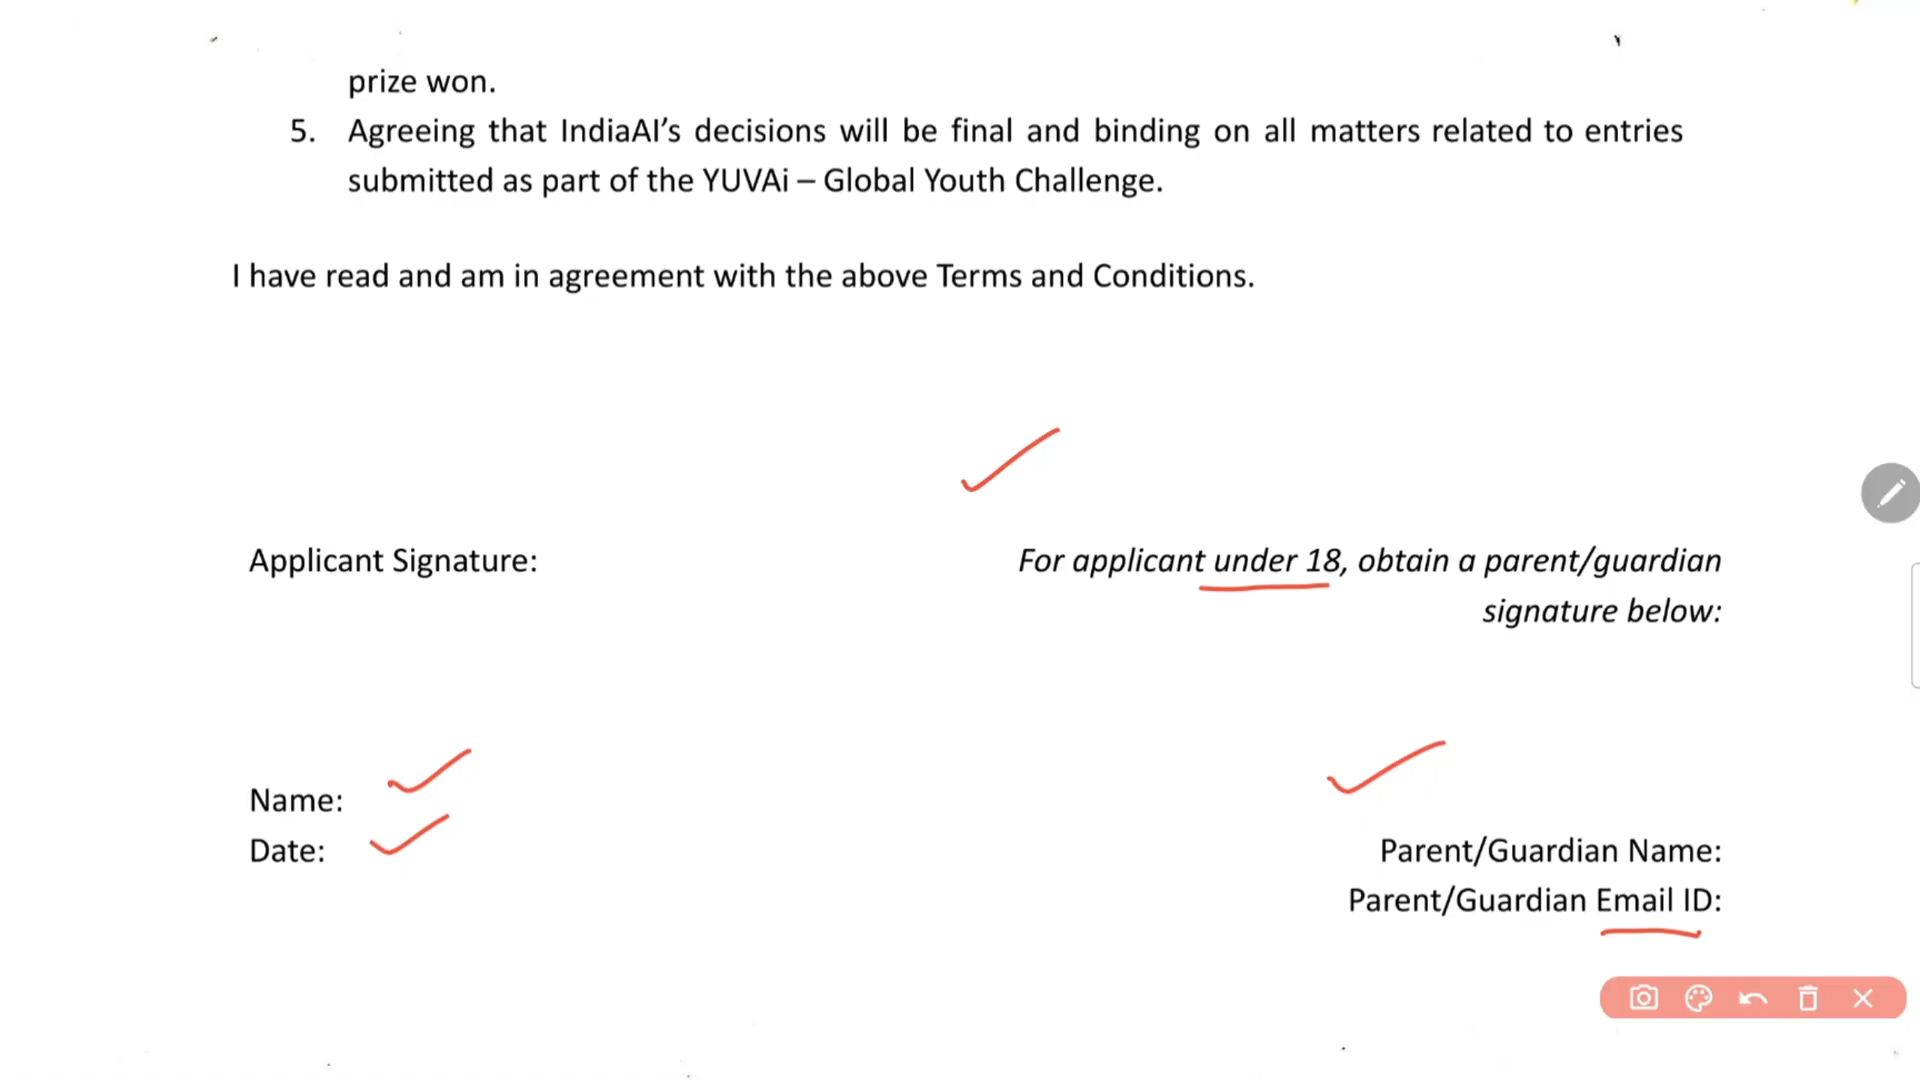 prize won.
5. Agreeing that IndiaAI’s decisions will be final and binding on all matters related to entries
submitted as part of the YUVAi – Global Youth Challenge.
I have read and am in agreement with the above Terms and Conditions.
Applicant Signature:
For applicant under 18, obtain a parent/guardian
signature below:
Name:
Date:
Parent/Guardian Name:
Parent/Guardian Email ID: